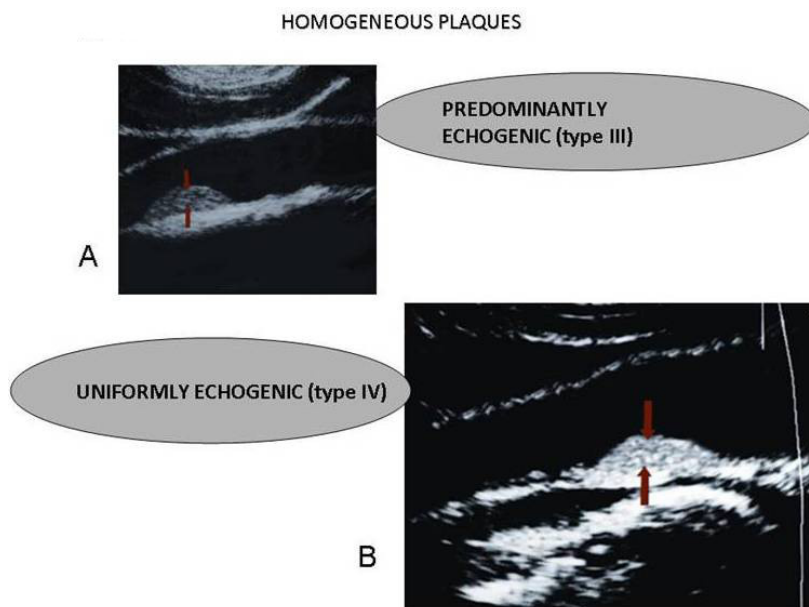 HOMOGENEOUS PLAQUES
PREDOMINANTLY
ECHOGENIC (type III)
A
UNIFORMLY ECHOGENIC (type IV)
B